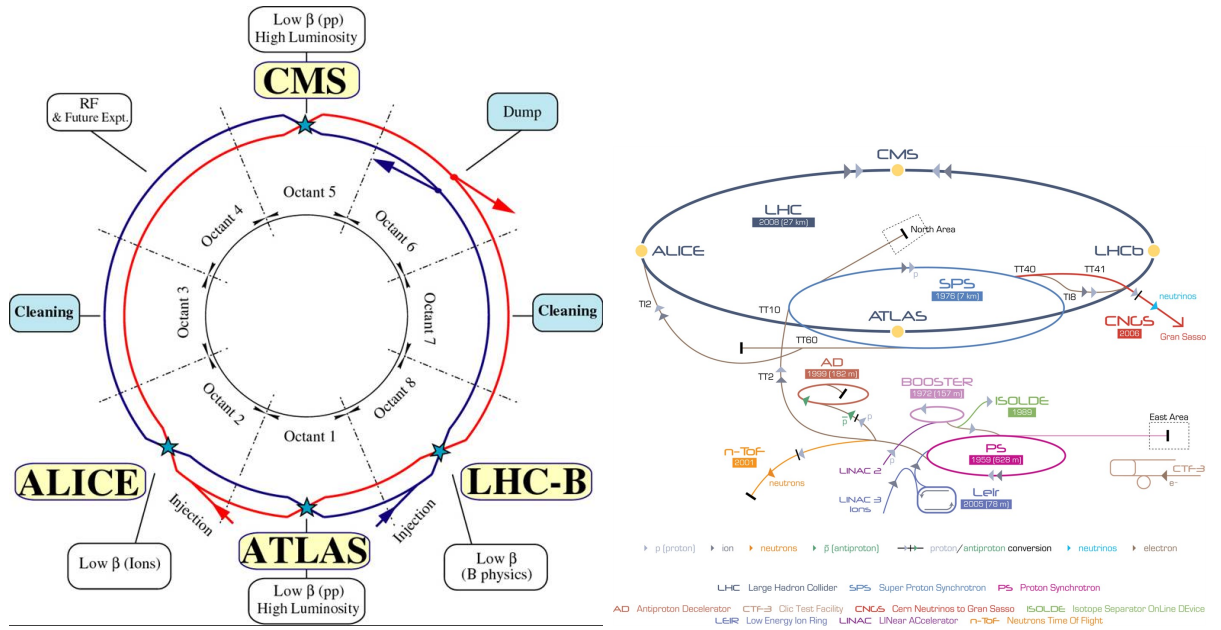 Low β (pp)
High Luminosity
CMS
RF
& Future Expt.
Dump
Octant 5
Octant 4
Octant 6
Cleaning
Octant 3
Octant 7
Cleaning
Octant 2
Octant 8
Octant 1
ALICE
LHC-B
Injection
Injection
ATLAS
Low β (Ions)
Low β
(B physics)
Low β (pp)
High Luminosity
CMS
LHC
2008 (27 km)
North Area
ALICE
LHCb
TT40
TT41
p
SPS
1976 (7 km)
TI2
TT10
TI8
neutrinos
ATLAS
CNGS
2006
Gran Sasso
TT60
AD
1999 (182 m)
TT2
BOOSTER
1972 (157 m)
ISOLDE
1989
East Area
p
p̅
n-ToF
2001
PS
1959 (628 m)
LINAC 2
p
neutrons
CTF-3
e-
LINAC 3
Ions
Leir
2005 (78 m)
p (proton)
ion
neutrons
p̅ (antiproton)
proton/antiproton conversion
neutrinos
electron
LHC Large Hadron Collider SPS Super Proton Synchrotron PS Proton Synchrotron
AD Antiproton Decelerator CTF-3 Clic Test Facility CNGS Cern Neutrinos to Gran Sasso ISOLDE Isotope Separator OnLine DEvice
LEIR Low Energy Ion Ring LINAC LINear ACcelerator n-ToF Neutrons Time Of Flight